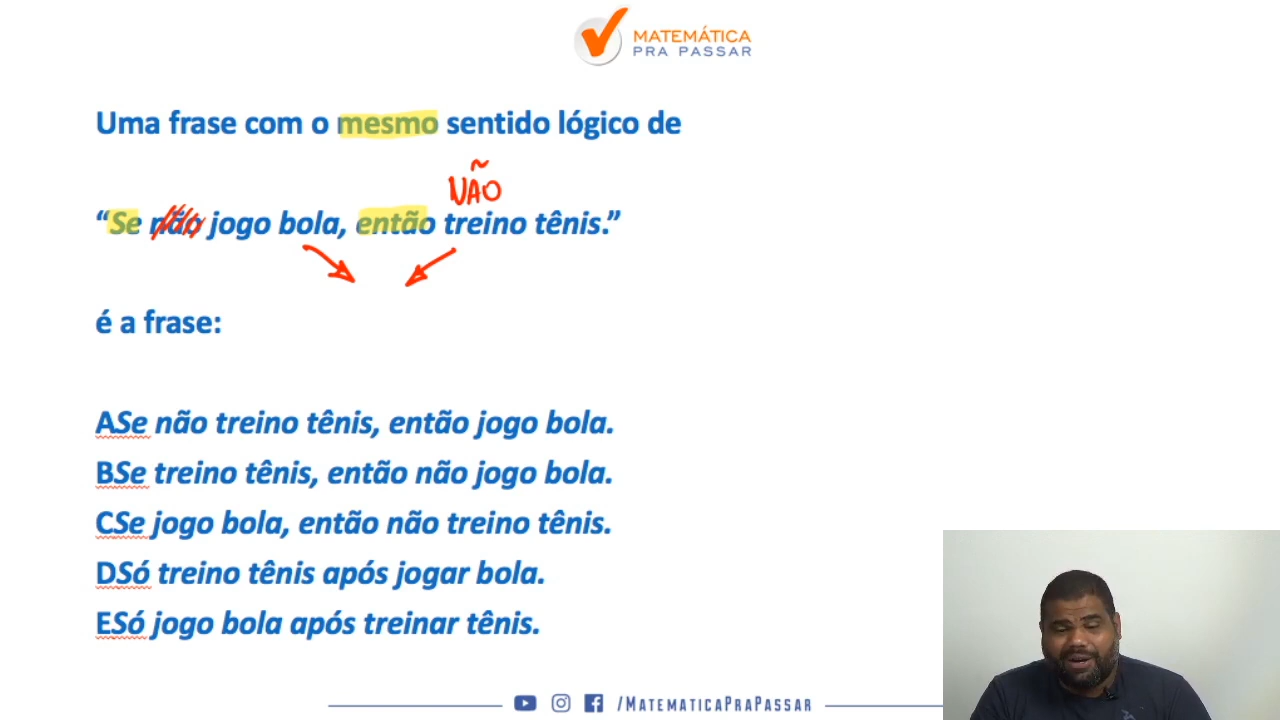 MATEMÁTICA
PRA PASSAR
Uma frase com o mesmo sentido lógico de
NÃO
“Se não jogo bola, então treino tênis.”
é a frase:
ASe não treino tênis, então jogo bola.
BSe treino tênis, então não jogo bola.
CSe jogo bola, então não treino tênis.
DSó treino tênis após jogar bola.
ESó jogo bola após treinar tênis.
/MATEMATICAPRAPASSAR